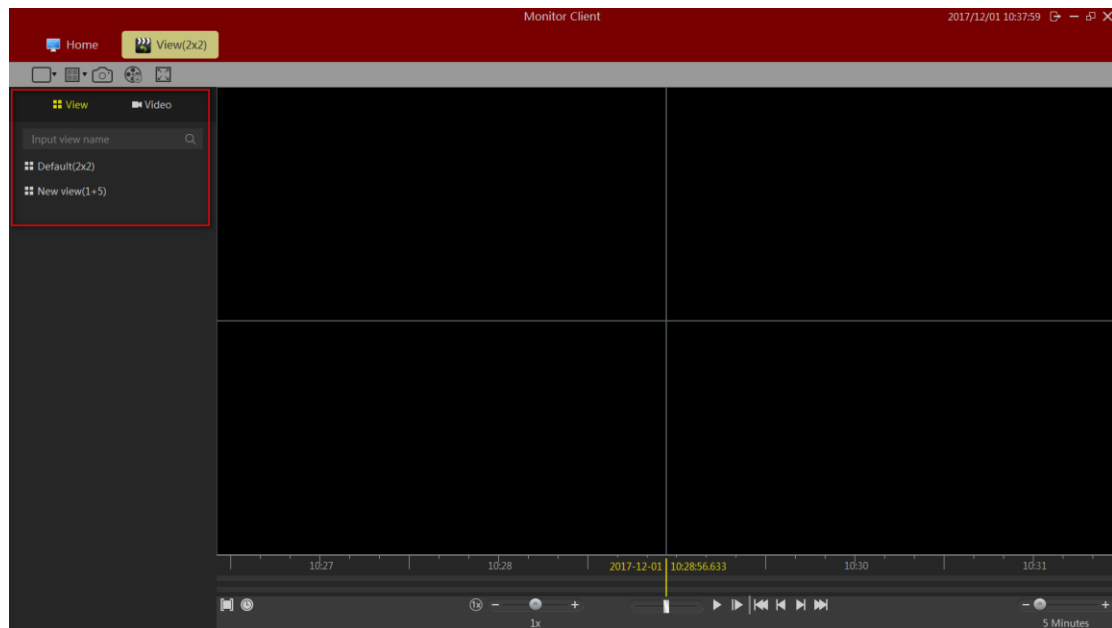 Monitor Client
2017/12/01 10:37:59
Home
View(2x2)
View
Video
Input view name
Default(2x2)
New view(1+5)
10:27
10:28
2017-12-01
10:28:56.633
10:30
10:31
1x
1x
5 Minutes